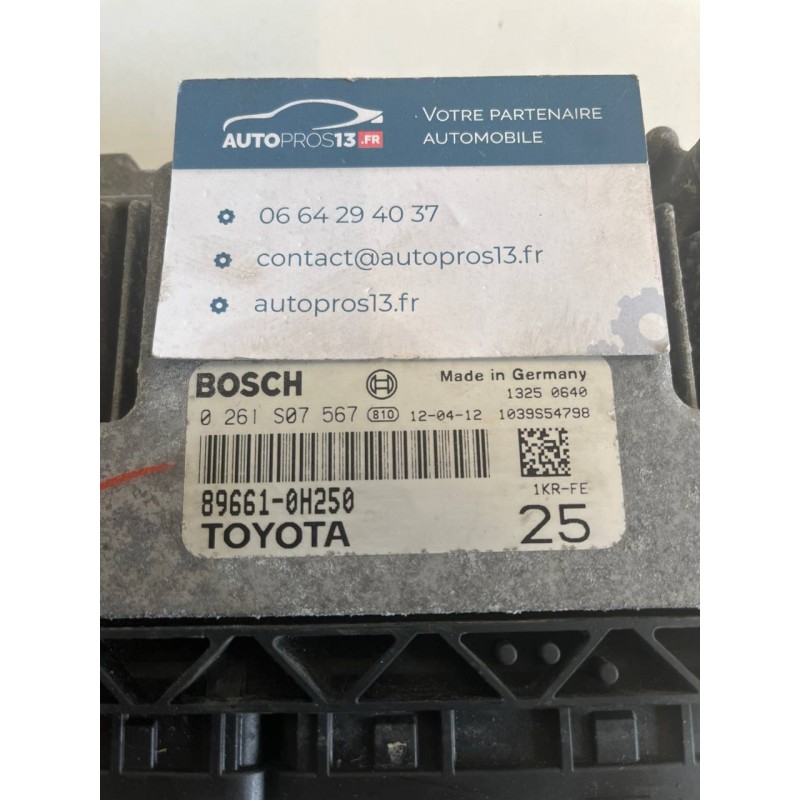 AUTOPROS13.FR
VOTRE PARTENAIRE
AUTOMOBILE
06 64 29 40 37
contact@autopros13.fr
autopros13.fr
BOSCH Made in Germany
1325 0640
0 261 S07 567 810 12-04-12 1039S54798
89661-0H250 1KR-FE
TOYOTA 25